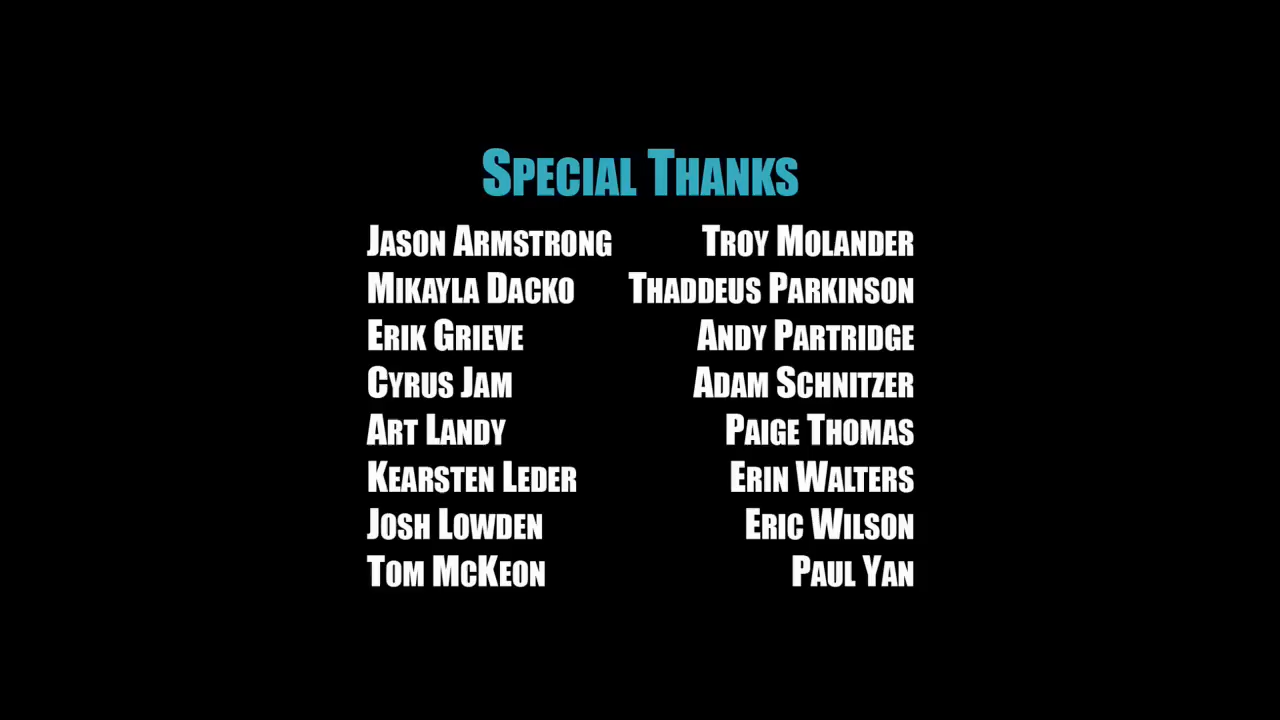 Special Thanks
Jason Armstrong Troy Molander
Mikayla Dacko Thaddeus Parkinson
Erik Grieve Andy Partridge
Cyrus Jam Adam Schnitzer
Art Landy Paige Thomas
Kearsten Leder Erin Walters
Josh Lowden Eric Wilson
Tom McKeon Paul Yan